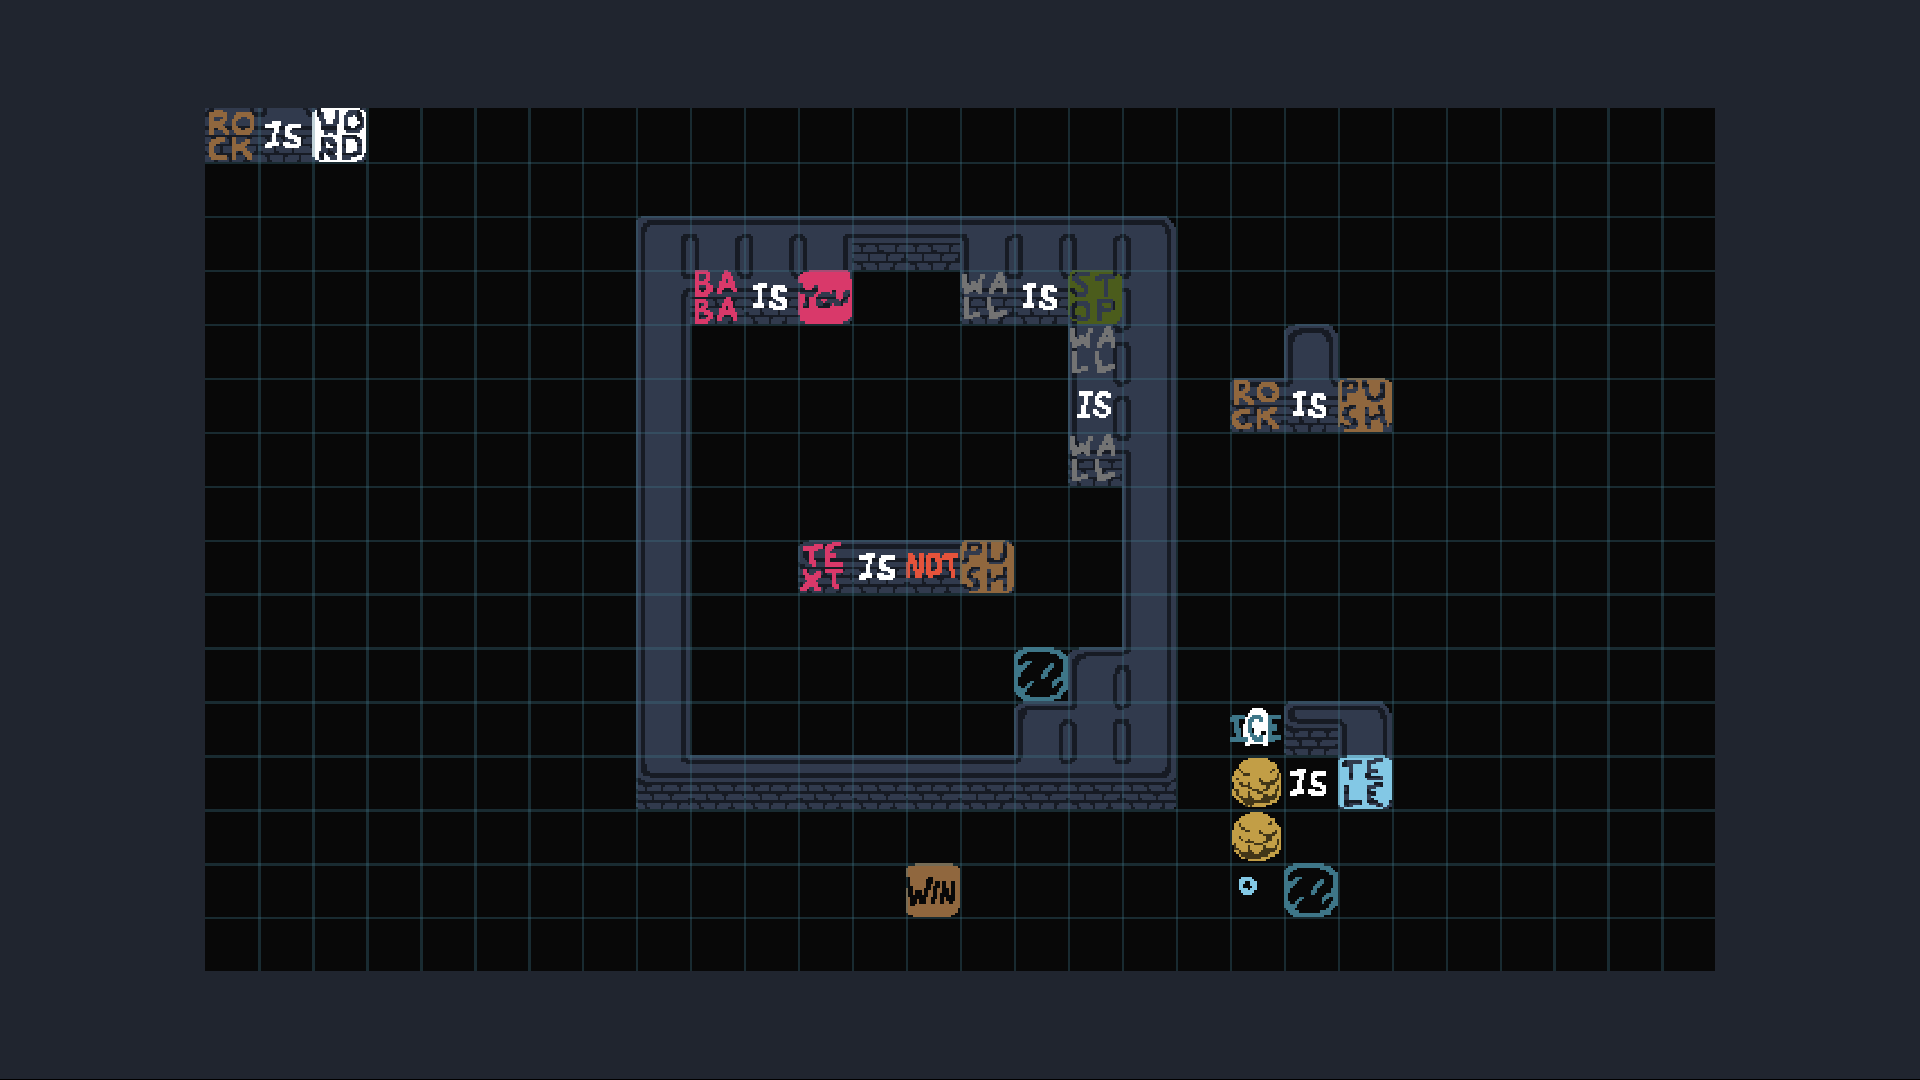 ROCK IS WORD
BABA IS YOU
WALL IS STOP
WALL
IS
WALL
ROCK IS PUSH
TEXT IS NOT PUSH
ICE
IS TELE
WIN